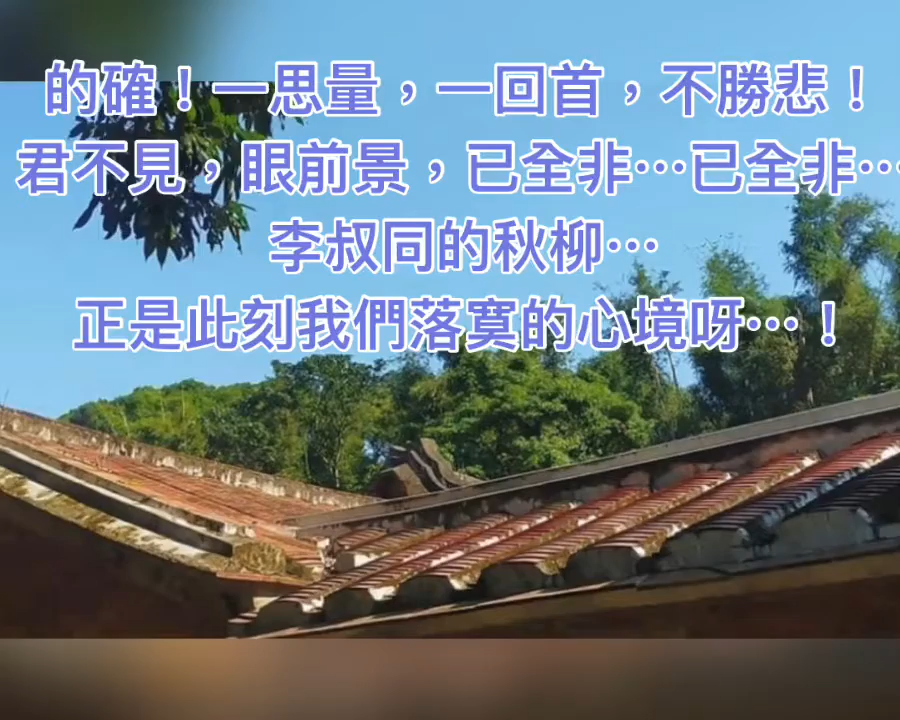 的確！一思量，一回首，不勝悲！
君不見，眼前景，已全非⋯已全非⋯
李叔同的秋柳⋯
正是此刻我們落寞的心境呀⋯！